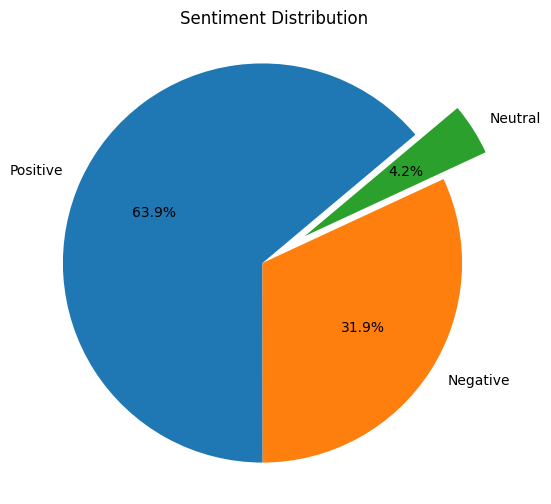 Sentiment Distribution
Neutral
Positive
4.2%
63.9%
31.9%
Negative